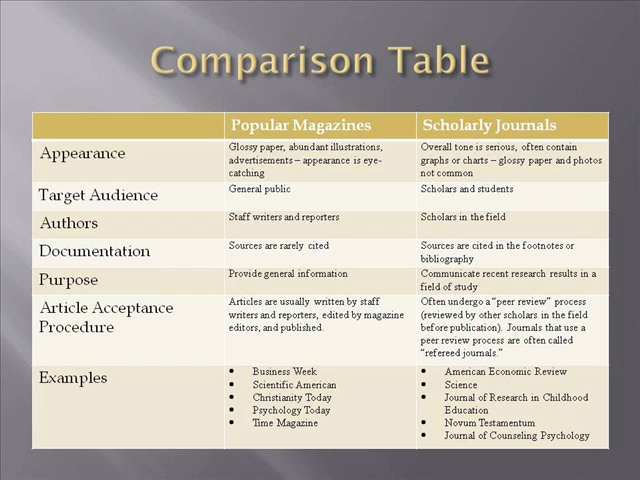 Comparison Table
Popular Magazines
Scholarly Journals
Appearance
Glossy paper, abundant illustrations,
advertisements – appearance is eye-
catching
Overall tone is serious, often contain
graphs or charts – glossy paper and photos
not common
Target Audience
General public
Scholars and students
Authors
Staff writers and reporters
Scholars in the field
Documentation
Sources are rarely cited
Sources are cited in the footnotes or
bibliography
Purpose
Provide general information
Communicate recent research results in a
field of study
Article Acceptance
Procedure
Articles are usually written by staff
writers and reporters, edited by magazine
editors, and published.
Often undergo a “peer review” process
(reviewed by other scholars in the field
before publication). Journals that use a
peer review process are often called
“refereed journals.”
Examples
• Business Week
• Scientific American
• Christianity Today
• Psychology Today
• Time Magazine
• American Economic Review
• Science
• Journal of Research in Childhood
Education
• Novum Testamentum
• Journal of Counseling Psychology